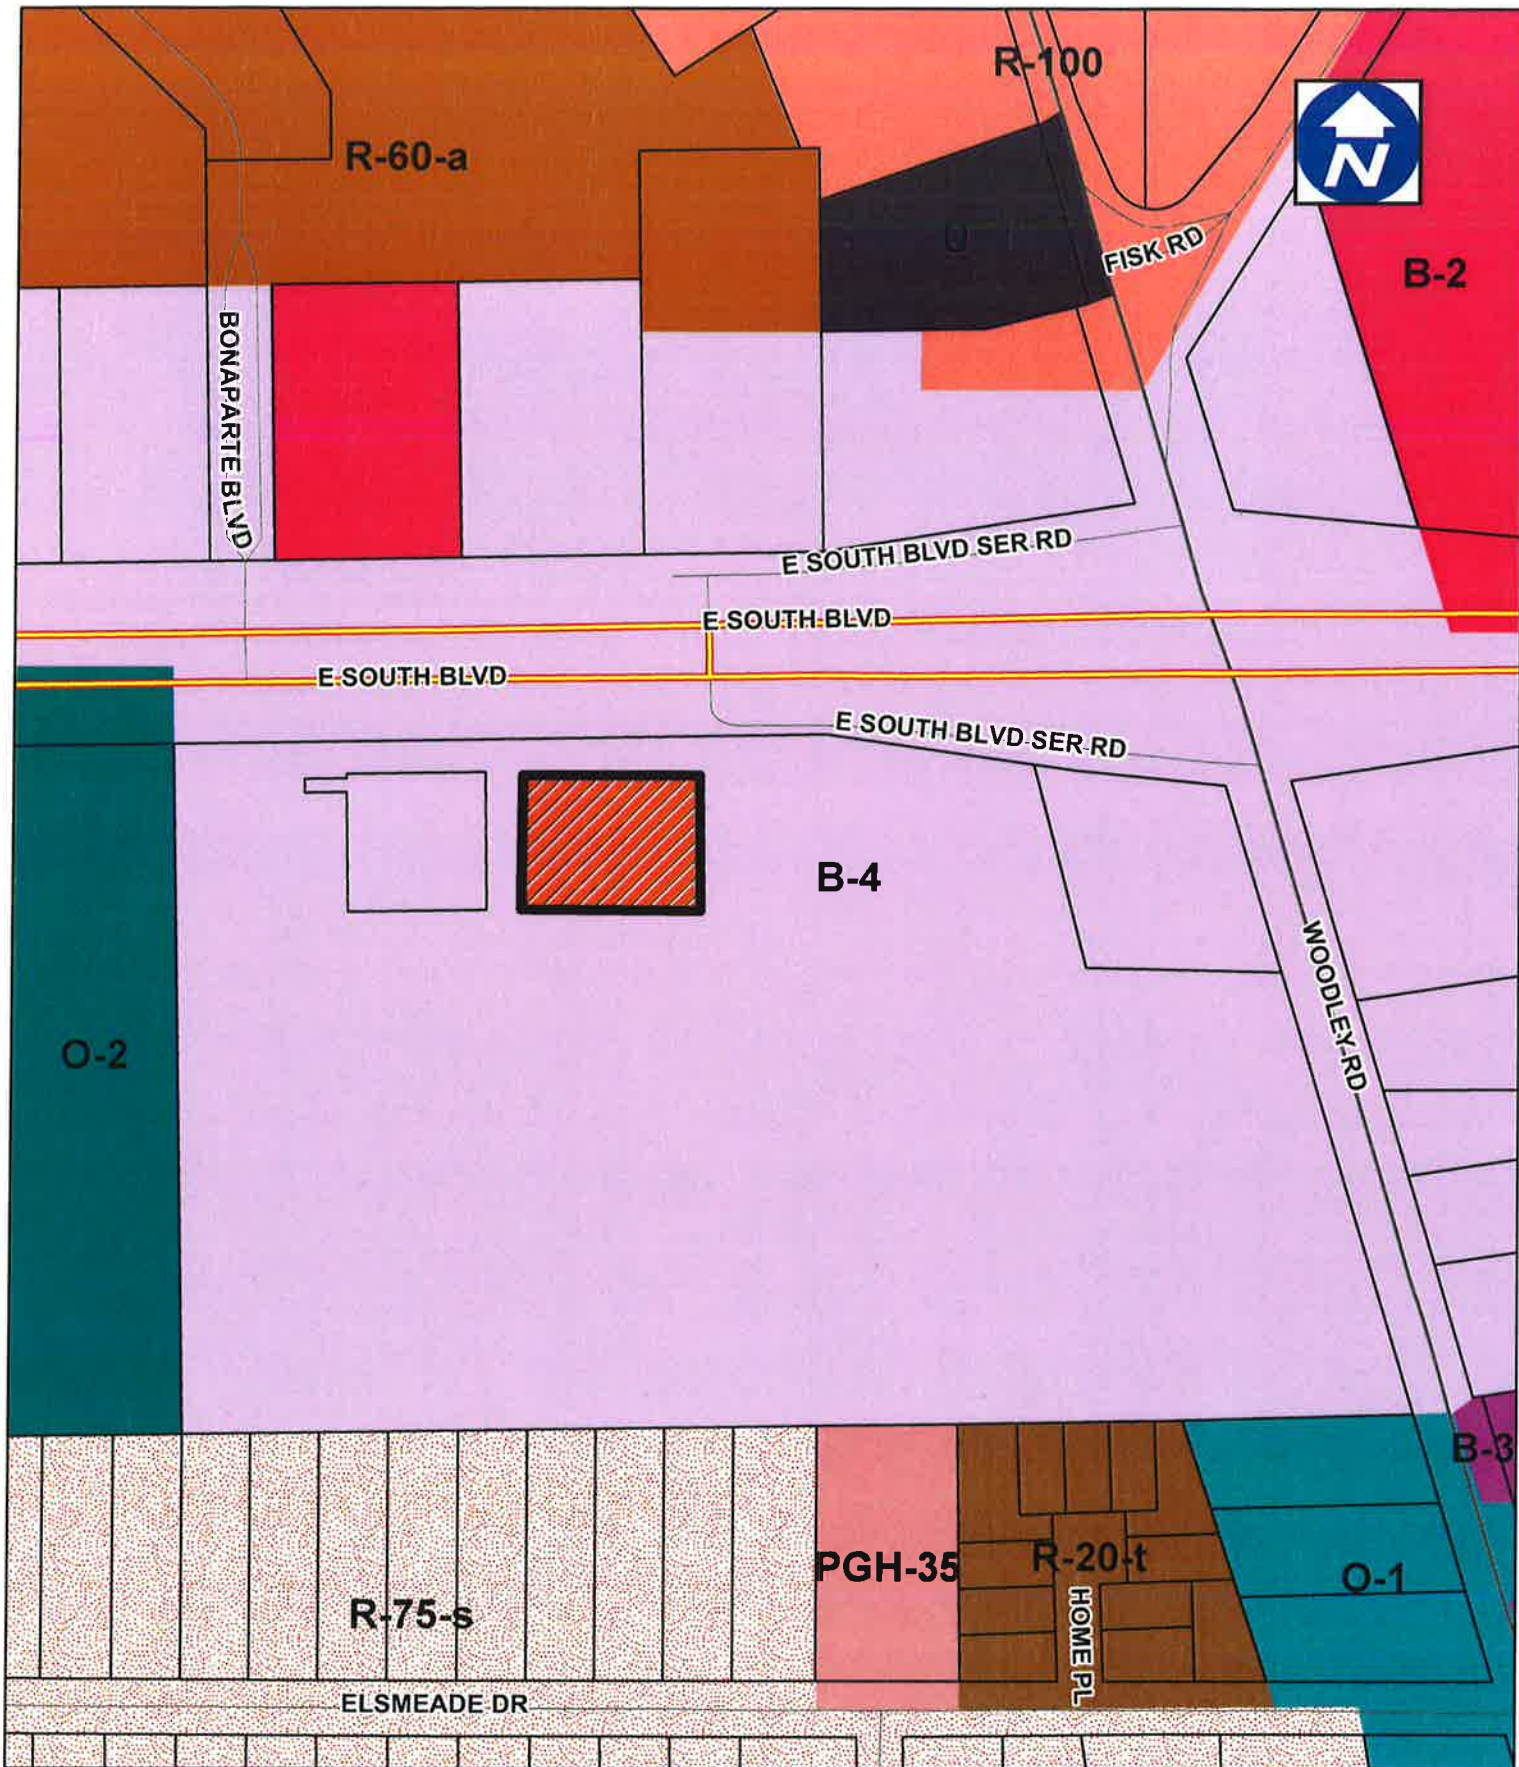 R-100
R-60-a
N
U
FISK RD
B-2
BONAPARTE BLVD
E SOUTH BLVD SER RD
E SOUTH BLVD
E SOUTH BLVD
E SOUTH BLVD SER RD
B-4
WOODLEY RD
O-2
B-3
PGH-35
R-20-t
O-1
R-75-s
HOME PL
ELSMEADE DR